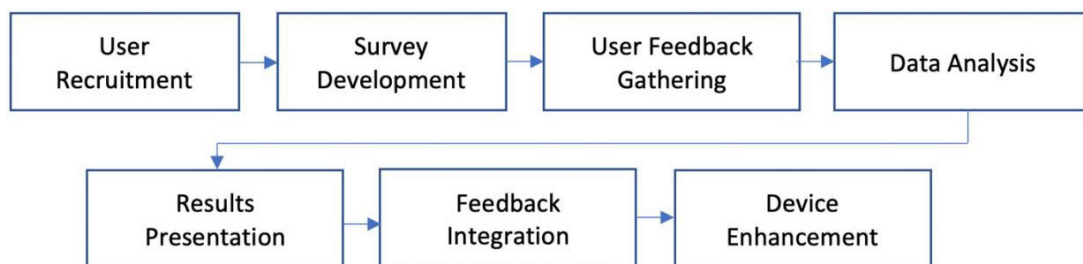 User
Recruitment
Survey
Development
User Feedback
Gathering
Data Analysis
Results
Presentation
Feedback
Integration
Device
Enhancement